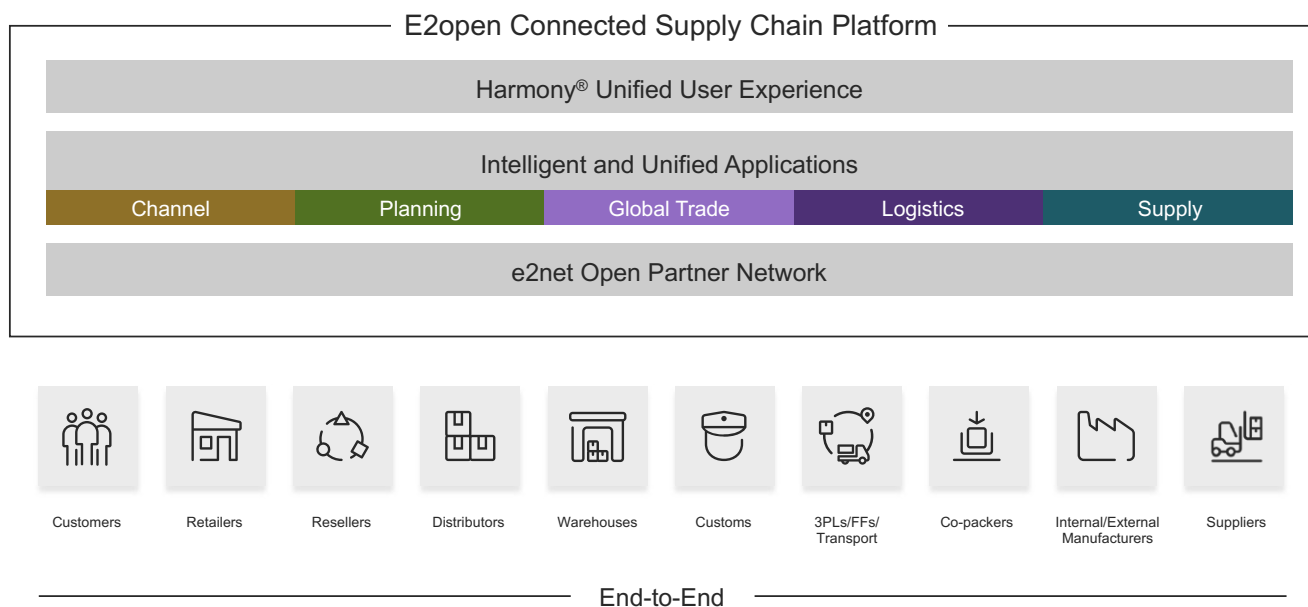 E2open Connected Supply Chain Platform
Harmony® Unified User Experience
Intelligent and Unified Applications
Channel
Planning
Global Trade
Logistics
Supply
e2net Open Partner Network
Customers
Retailers
Resellers
Distributors
Warehouses
Customs
3PLs/FFs/
Transport
Co-packers
Internal/External
Manufacturers
Suppliers
End-to-End